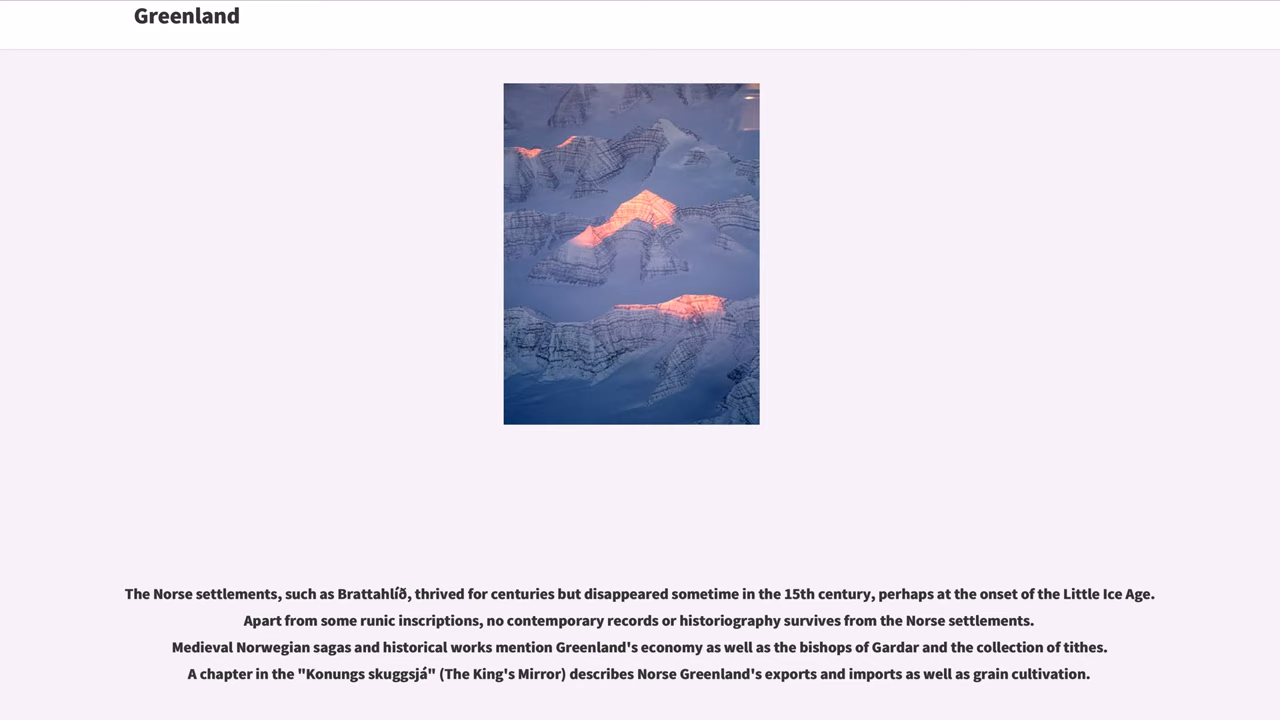 Greenland
The Norse settlements, such as Brattahlíð, thrived for centuries but disappeared sometime in the 15th century, perhaps at the onset of the Little Ice Age.
Apart from some runic inscriptions, no contemporary records or historiography survives from the Norse settlements.
Medieval Norwegian sagas and historical works mention Greenland's economy as well as the bishops of Gardar and the collection of tithes.
A chapter in the "Konungs skuggsjá" (The King's Mirror) describes Norse Greenland's exports and imports as well as grain cultivation.